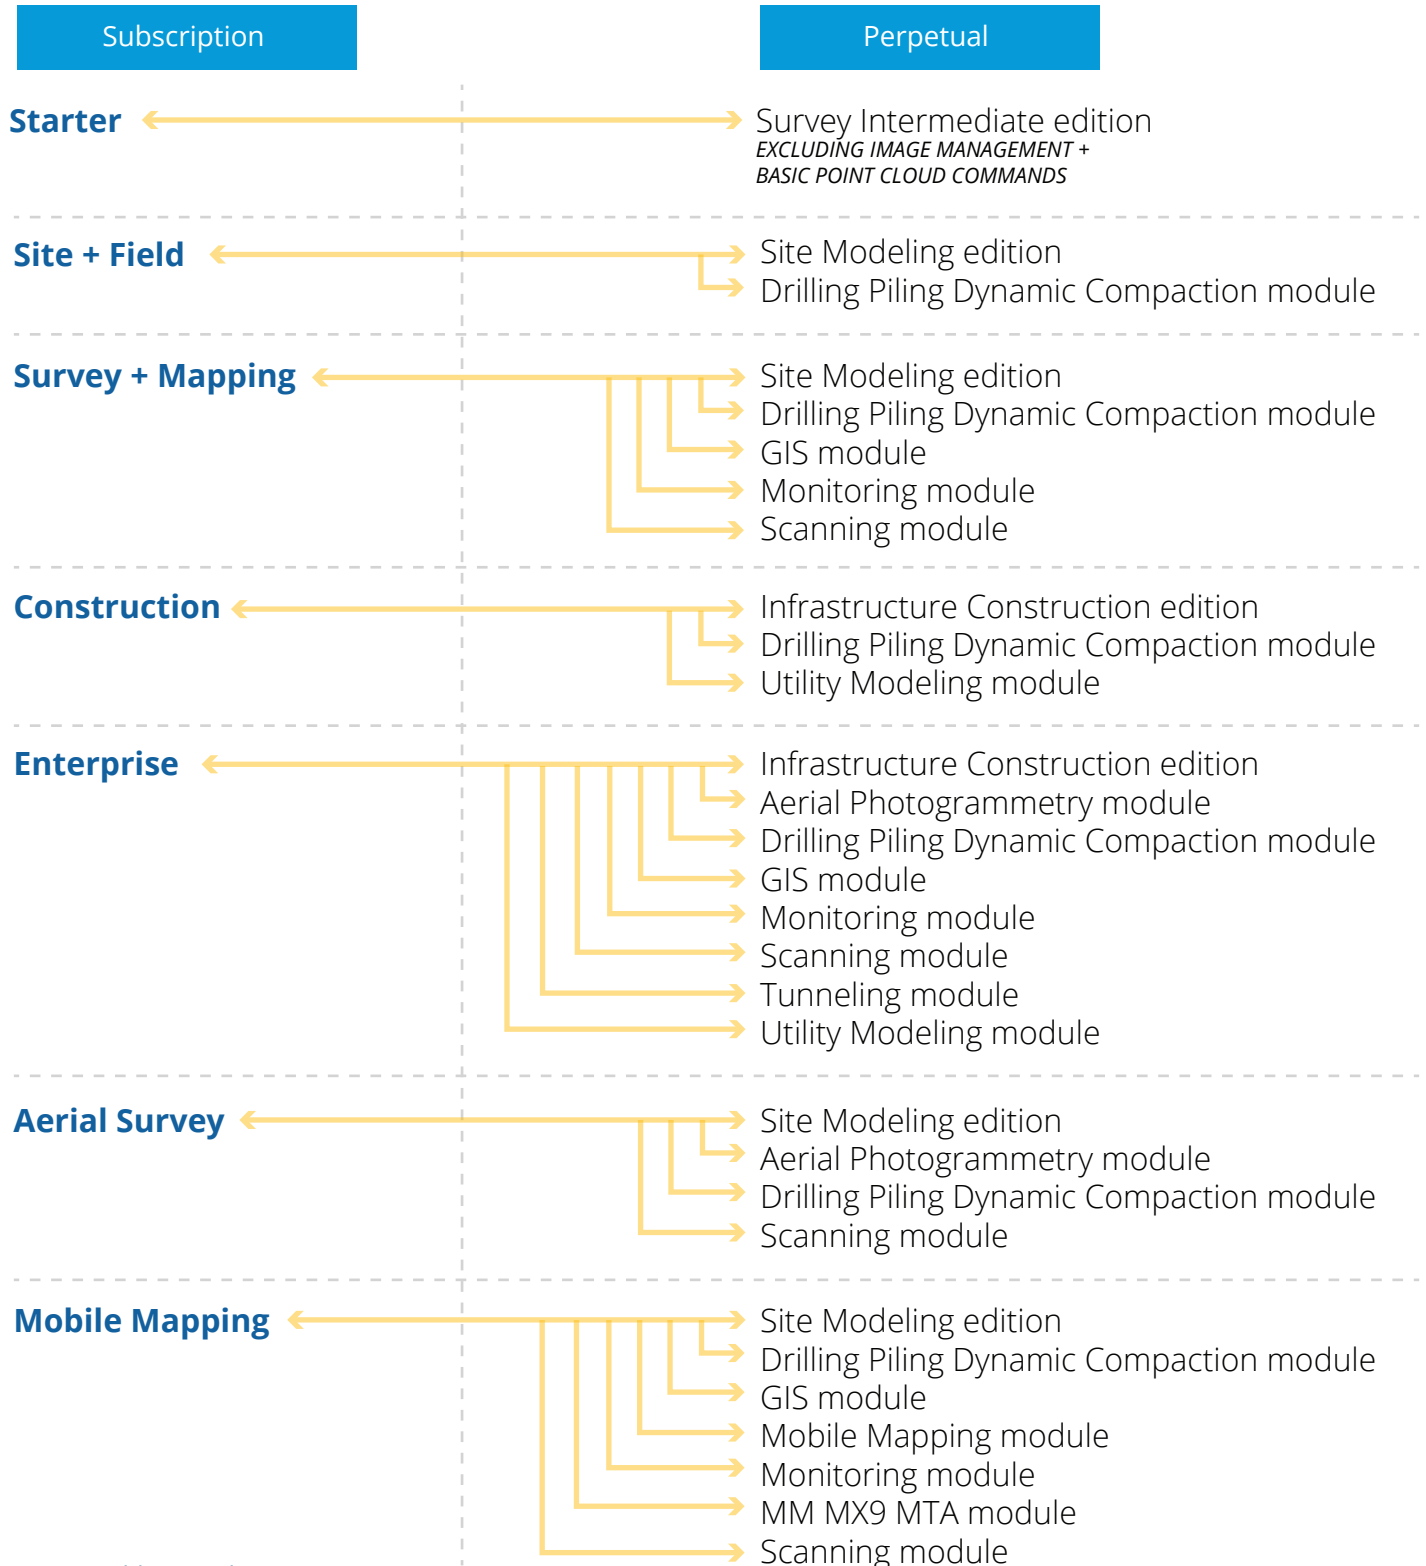 Subscription
Perpetual
Starter
Survey Intermediate edition
EXCLUDING IMAGE MANAGEMENT +
BASIC POINT CLOUD COMMANDS
Site + Field
Site Modeling edition
Drilling Piling Dynamic Compaction module
Survey + Mapping
Site Modeling edition
Drilling Piling Dynamic Compaction module
GIS module
Monitoring module
Scanning module
Construction
Infrastructure Construction edition
Drilling Piling Dynamic Compaction module
Utility Modeling module
Enterprise
Infrastructure Construction edition
Aerial Photogrammetry module
Drilling Piling Dynamic Compaction module
GIS module
Monitoring module
Scanning module
Tunneling module
Utility Modeling module
Aerial Survey
Site Modeling edition
Aerial Photogrammetry module
Drilling Piling Dynamic Compaction module
Scanning module
Mobile Mapping
Site Modeling edition
Drilling Piling Dynamic Compaction module
GIS module
Mobile Mapping module
Monitoring module
MM MX9 MTA module
Scanning module